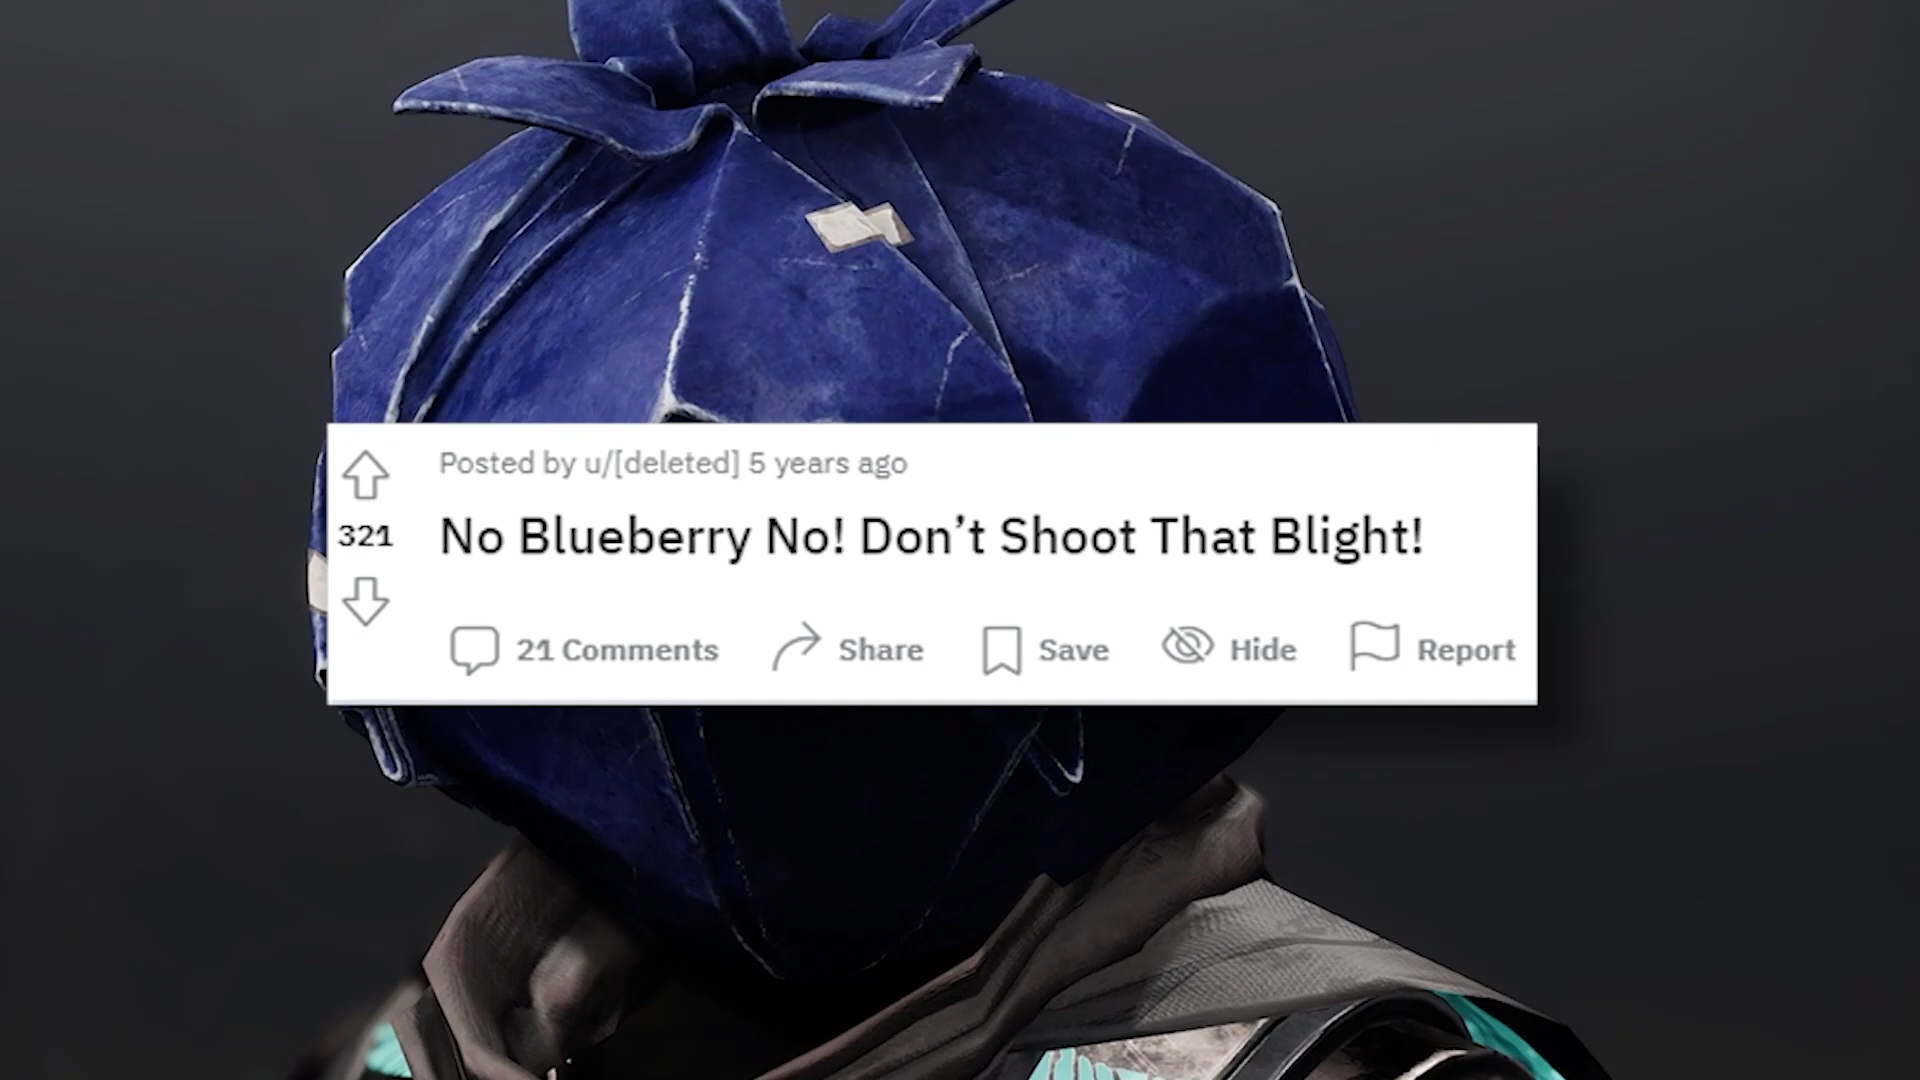 Posted by u/[deleted] 5 years ago
321
No Blueberry No! Don’t Shoot That Blight!
21 Comments Share Save Hide Report